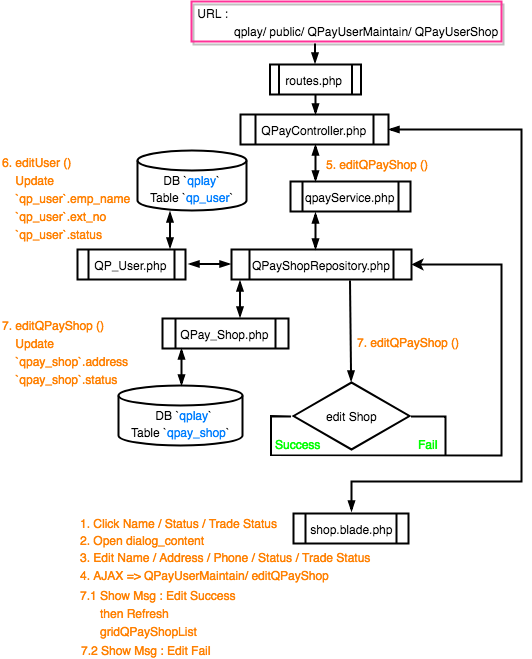 URL :
qplay/ public/ QPayUserMaintain/ QPayUserShop
routes.php
QPayController.php
6. editUser ()
Update
`qp_user`.emp_name
`qp_user`.ext_no
`qp_user`.status
DB `qplay`
Table `qp_user`
5. editQPayShop ()
qpayService.php
QP_User.php
QPayShopRepository.php
7. editQPayShop ()
Update
`qpay_shop`.address
`qpay_shop`.status
QPay_Shop.php
7. editQPayShop ()
DB `qplay`
Table `qpay_shop`
edit Shop
Success
Fail
shop.blade.php
1. Click Name / Status / Trade Status
2. Open dialog_content
3. Edit Name / Address / Phone / Status / Trade Status
4. AJAX => QPayUserMaintain/ editQPayShop
7.1 Show Msg : Edit Success
then Refresh
gridQPayShopList
7.2 Show Msg : Edit Fail